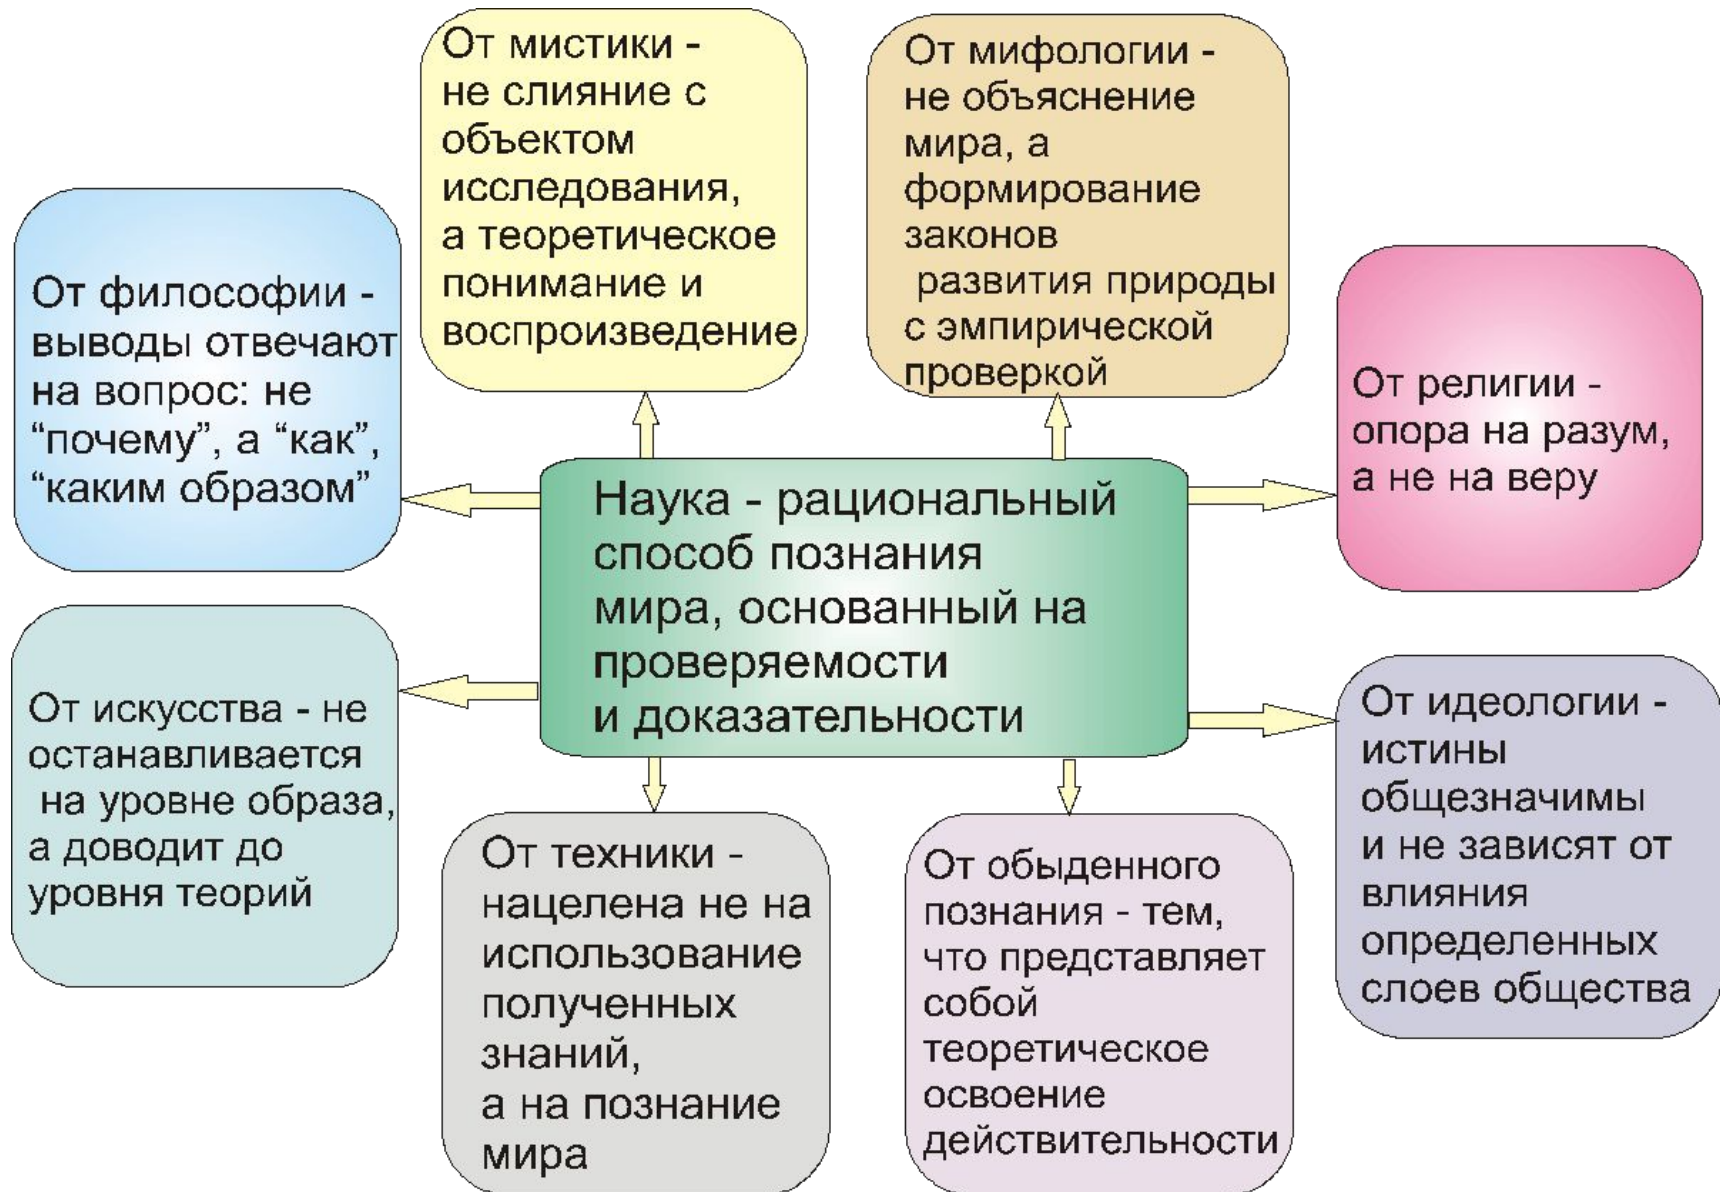 От мистики -
не слияние с
объектом
исследования,
а теоретическое
понимание и
воспроизведение
От мифологии -
не объяснение
мира, а
формирование
законов
развития природы
с эмпирической
проверкой
От философии -
выводы отвечают
на вопрос: не
“почему”, а “как”,
“каким образом”
От религии -
опора на разум,
а не на веру
Наука - рациональный
способ познания
мира, основанный на
проверяемости
и доказательности
От искусства - не
останавливается
на уровне образа,
а доводит до
уровня теорий
От идеологии -
истины
общезначимы
и не зависят от
влияния
определенных
слоев общества
От техники -
нацелена не на
использование
полученных
знаний,
а на познание
мира
От обыденного
познания - тем,
что представляет
собой
теоретическое
освоение
действительности